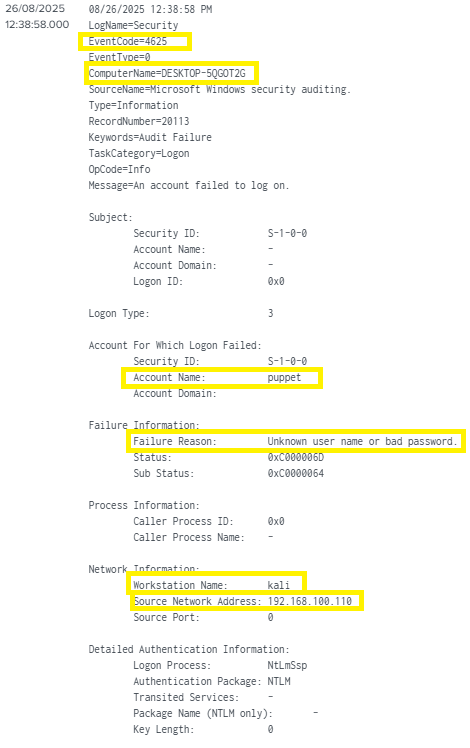 26/08/2025 08/26/2025 12:38:58 PM
12:38:58.000 LogName=Security
EventCode=4625
EventType=0
ComputerName=DESKTOP-5QGOT2G
SourceName=Microsoft Windows security auditing.
Type=Information
RecordNumber=20113
Keywords=Audit Failure
TaskCategory=Logon
OpCode=Info
Message=An account failed to log on.
Subject:
Security ID: S-1-0-0
Account Name: -
Account Domain: -
Logon ID: 0x0
Logon Type: 3
Account For Which Logon Failed:
Security ID: S-1-0-0
Account Name: puppet
Account Domain:
Failure Information:
Failure Reason: Unknown user name or bad password.
Status: 0xC000006D
Sub Status: 0xC0000064
Process Information:
Caller Process ID: 0x0
Caller Process Name: -
Network Information:
Workstation Name: kali
Source Network Address: 192.168.100.110
Source Port: 0
Detailed Authentication Information:
Logon Process: NtLmSsp
Authentication Package: NTLM
Transited Services: -
Package Name (NTLM only): -
Key Length: 0